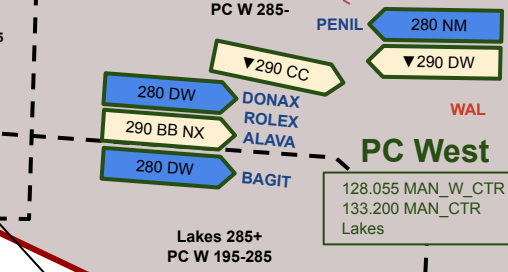 PC W 285-
PENIL
280 NM
▼290 CC
▼290 DW
280 DW
DONAX
WAL
ROLEX
290 BB NX
ALAVA
PC West
280 DW
BAGIT
128.055 MAN_W_CTR
133.200 MAN_CTR
Lakes
Lakes 285+
PC W 195-285